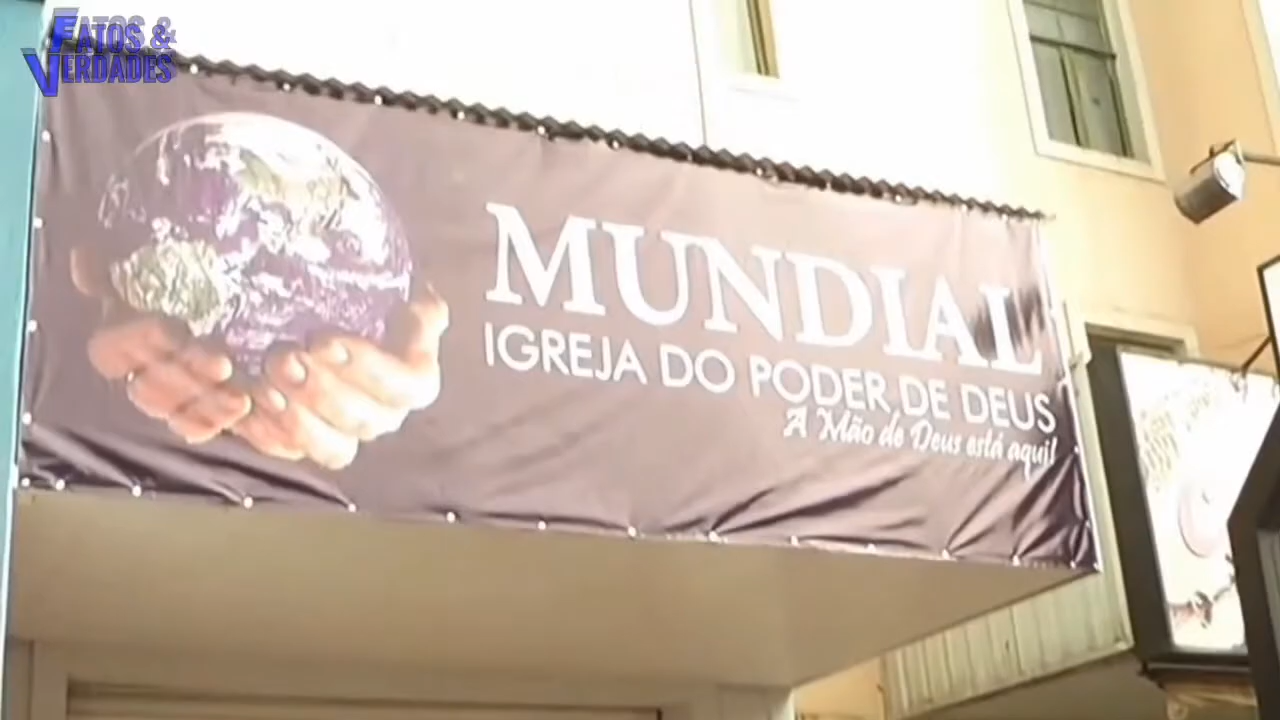 FATOS &
VERDADES
MUNDIAL
IGREJA DO PODER DE DEUS
A Mão de Deus está aqui!